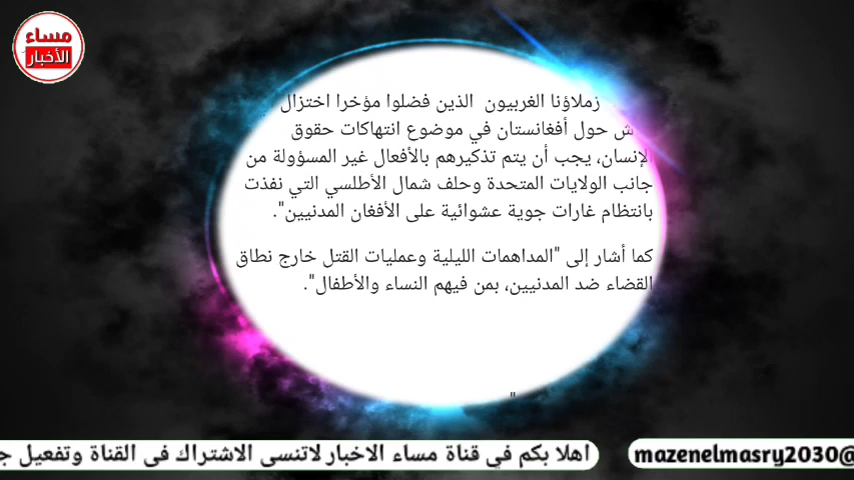 مساء
الأخبار
زملاؤنا الغربيون الذين فضلوا مؤخرا اختزال
حول أفغانستان في موضوع انتهاكات حقوق
الإنسان، يجب أن يتم تذكيرهم بالأفعال غير المسؤولة من
جانب الولايات المتحدة وحلف شمال الأطلسي التي نفذت
بانتظام غارات جوية عشوائية على الأفغان المدنيين".
كما أشار إلى "المداهمات الليلية وعمليات القتل خارج نطاق
القضاء ضد المدنيين، بمن فيهم النساء والأطفال".
"
اهلا بكم في قناة مساء الاخبار لاتنسى الاشتراك فى القناة وتفعيل
mazenelmasry2030@